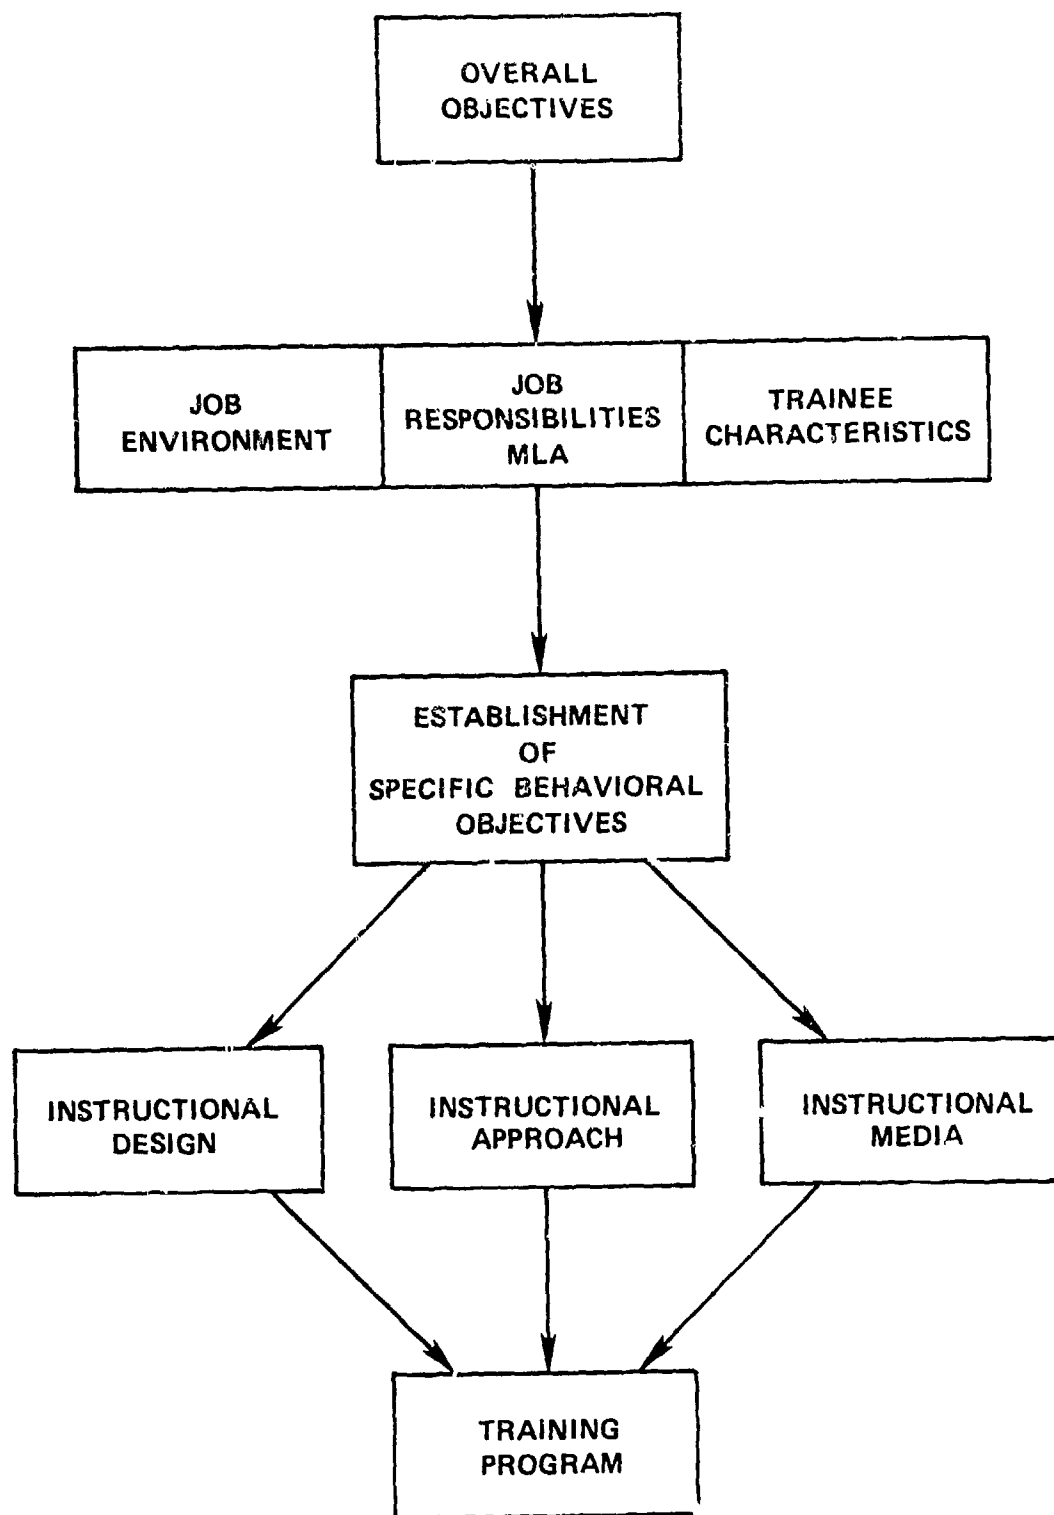 OVERALL
OBJECTIVES
JOB
ENVIRONMENT
JOB
RESPONSIBILITIES
MLA
TRAINEE
CHARACTERISTICS
ESTABLISHMENT
OF
SPECIFIC BEHAVIORAL
OBJECTIVES
INSTRUCTIONAL
DESIGN
INSTRUCTIONAL
APPROACH
INSTRUCTIONAL
MEDIA
TRAINING
PROGRAM